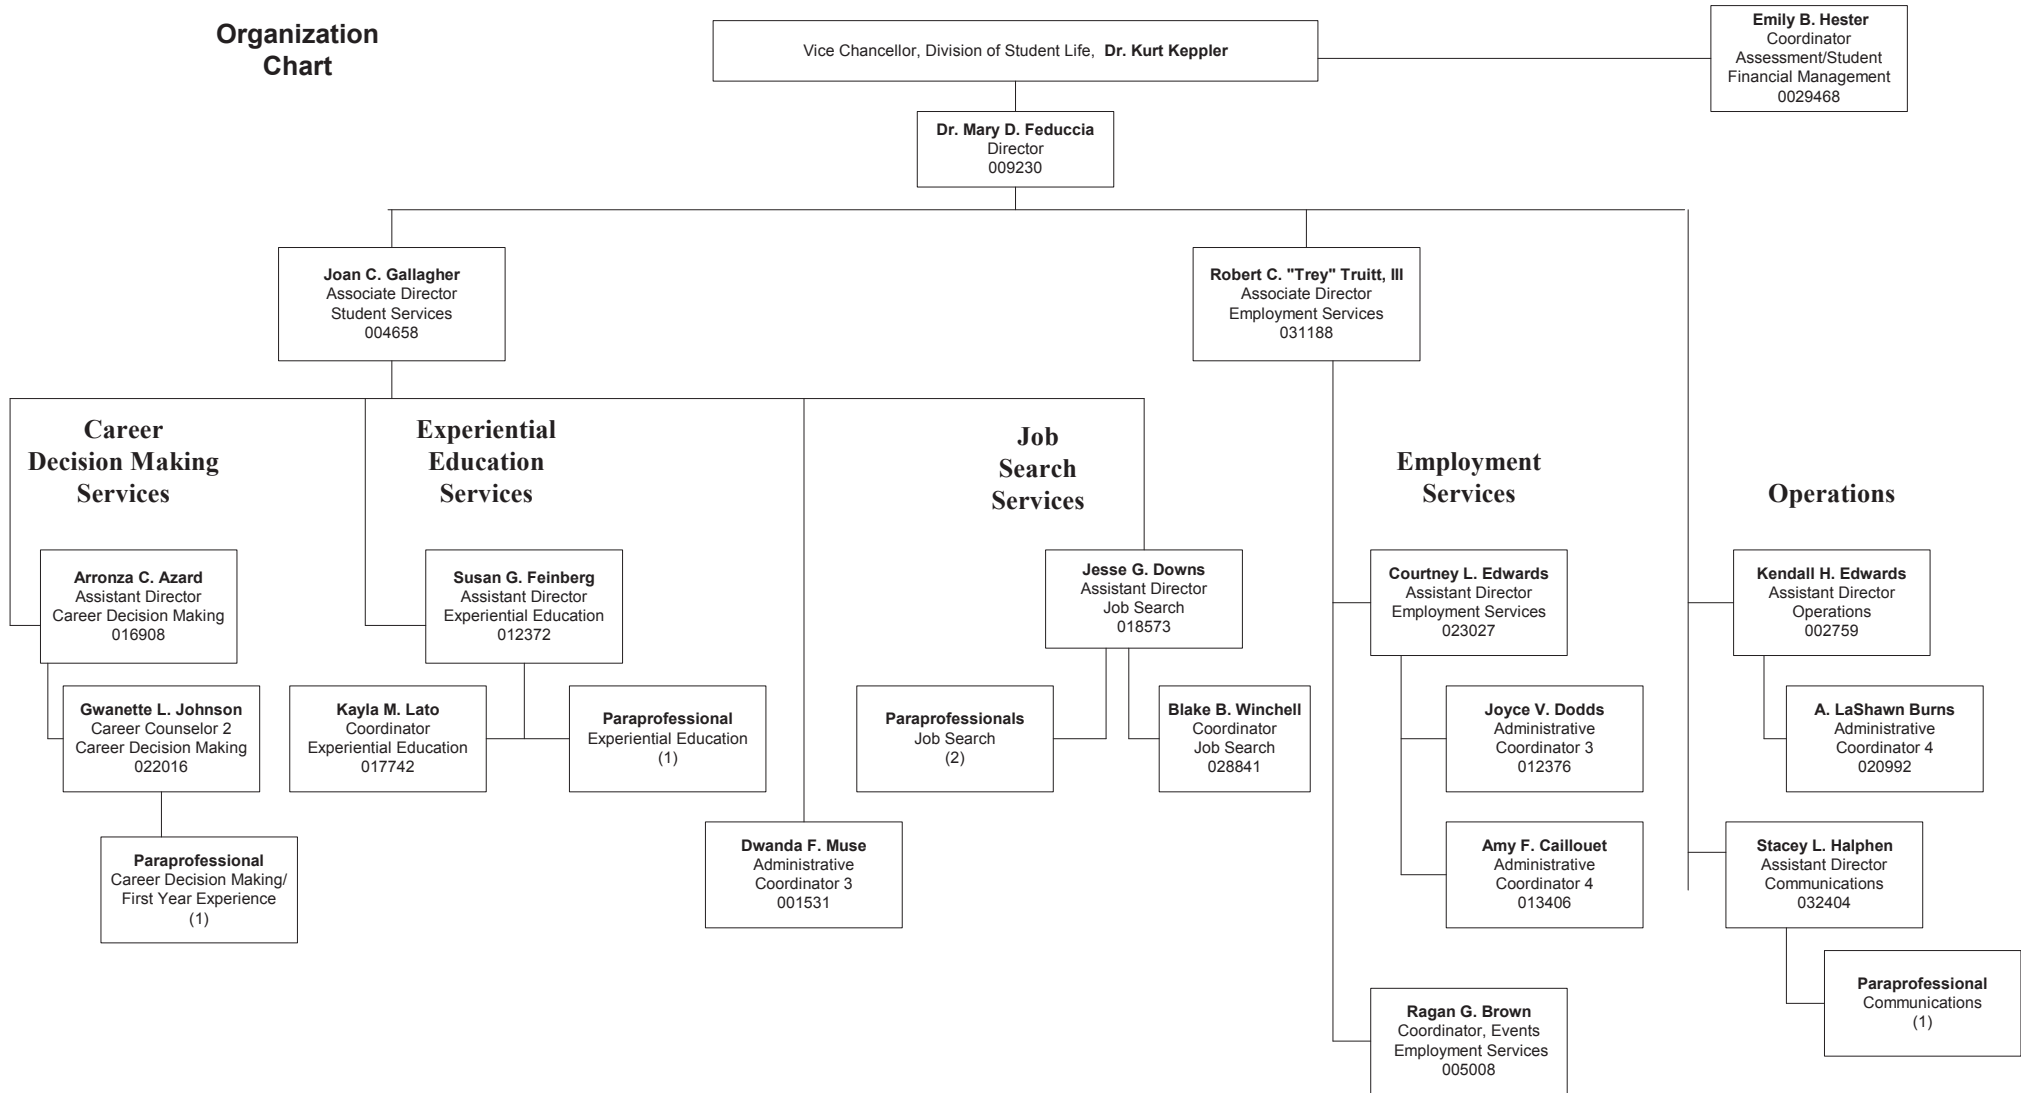 Organization
Chart
Vice Chancellor, Division of Student Life, Dr. Kurt Keppler
Emily B. Hester
Coordinator
Assessment/Student
Financial Management
0029468
Dr. Mary D. Feduccia
Director
009230
Joan C. Gallagher
Associate Director
Student Services
004658
Robert C. "Trey" Truitt, III
Associate Director
Employment Services
031188
Career
Decision Making
Services
Experiential
Education
Services
Job
Search
Services
Employment
Services
Operations
Arronza C. Azard
Assistant Director
Career Decision Making
016908
Susan G. Feinberg
Assistant Director
Experiential Education
012372
Jesse G. Downs
Assistant Director
Job Search
018573
Courtney L. Edwards
Assistant Director
Employment Services
023027
Kendall H. Edwards
Assistant Director
Operations
002759
Gwanette L. Johnson
Career Counselor 2
Career Decision Making
022016
Kayla M. Lato
Coordinator
Experiential Education
017742
Paraprofessional
Experiential Education
(1)
Paraprofessionals
Job Search
(2)
Blake B. Winchell
Coordinator
Job Search
028841
Joyce V. Dodds
Administrative
Coordinator 3
012376
A. LaShawn Burns
Administrative
Coordinator 4
020992
Paraprofessional
Career Decision Making/
First Year Experience
(1)
Dwanda F. Muse
Administrative
Coordinator 3
001531
Amy F. Caillouet
Administrative
Coordinator 4
013406
Stacey L. Halphen
Assistant Director
Communications
032404
Ragan G. Brown
Coordinator, Events
Employment Services
005008
Paraprofessional
Communications
(1)